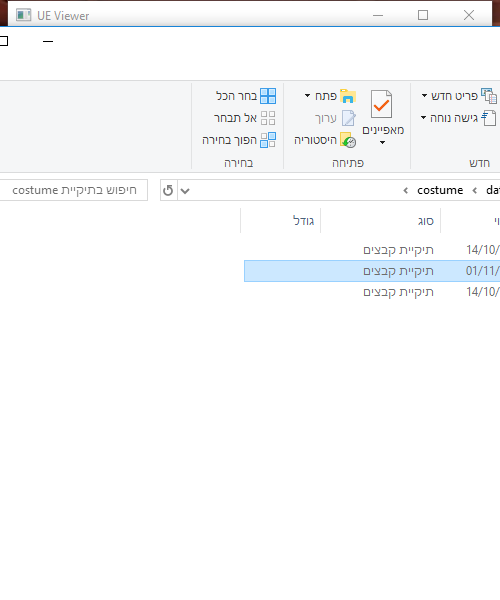 UE Viewer
פריט חדש
גישה נוחה
חדש
מאפיינים
פתח
ערוך
היסטוריה
פתיחה
בחר הכל
אל תבחר
הפוך בחירה
בחירה
costume
חיפוש בתיקיית costume
סוג
גודל
14/10/
תיקיית קבצים
01/11/
תיקיית קבצים
14/10/
תיקיית קבצים